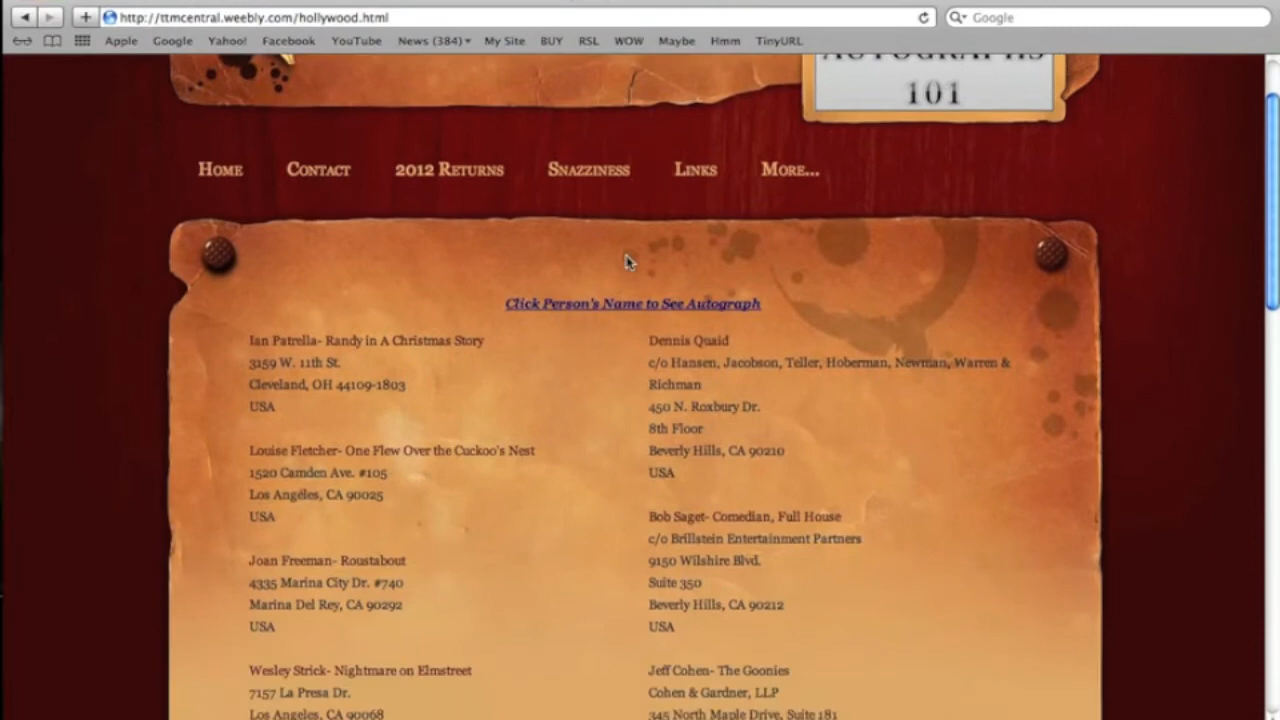 http://ttmcentral.weebly.com/hollywood.html
Google
Apple Google Yahoo! Facebook YouTube News (384) My Site BUY RSL WOW Maybe Hmm TinyURL
AUTOGRAPHS
101
Home Contact 2012 Returns Snazziness Links More...
Click Person's Name to See Autograph
Ian Patrella- Randy in A Christmas Story
3159 W. 11th St.
Cleveland, OH 44109-1803
USA
Louise Fletcher- One Flew Over the Cuckoo's Nest
1520 Camden Ave. #105
Los Angeles, CA 90025
USA
Joan Freeman- Roustabout
4335 Marina City Dr. #740
Marina Del Rey, CA 90292
USA
Wesley Strick- Nightmare on Elmstreet
7157 La Presa Dr.
Los Angeles, CA 90068
Dennis Quaid
c/o Hansen, Jacobson, Teller, Hoberman, Newman, Warren &
Richman
450 N. Roxbury Dr.
8th Floor
Beverly Hills, CA 90210
USA
Bob Saget- Comedian, Full House
c/o Brillstein Entertainment Partners
9150 Wilshire Blvd.
Suite 350
Beverly Hills, CA 90212
USA
Jeff Cohen- The Goonies
Cohen & Gardner, LLP
345 North Maple Drive, Suite 181